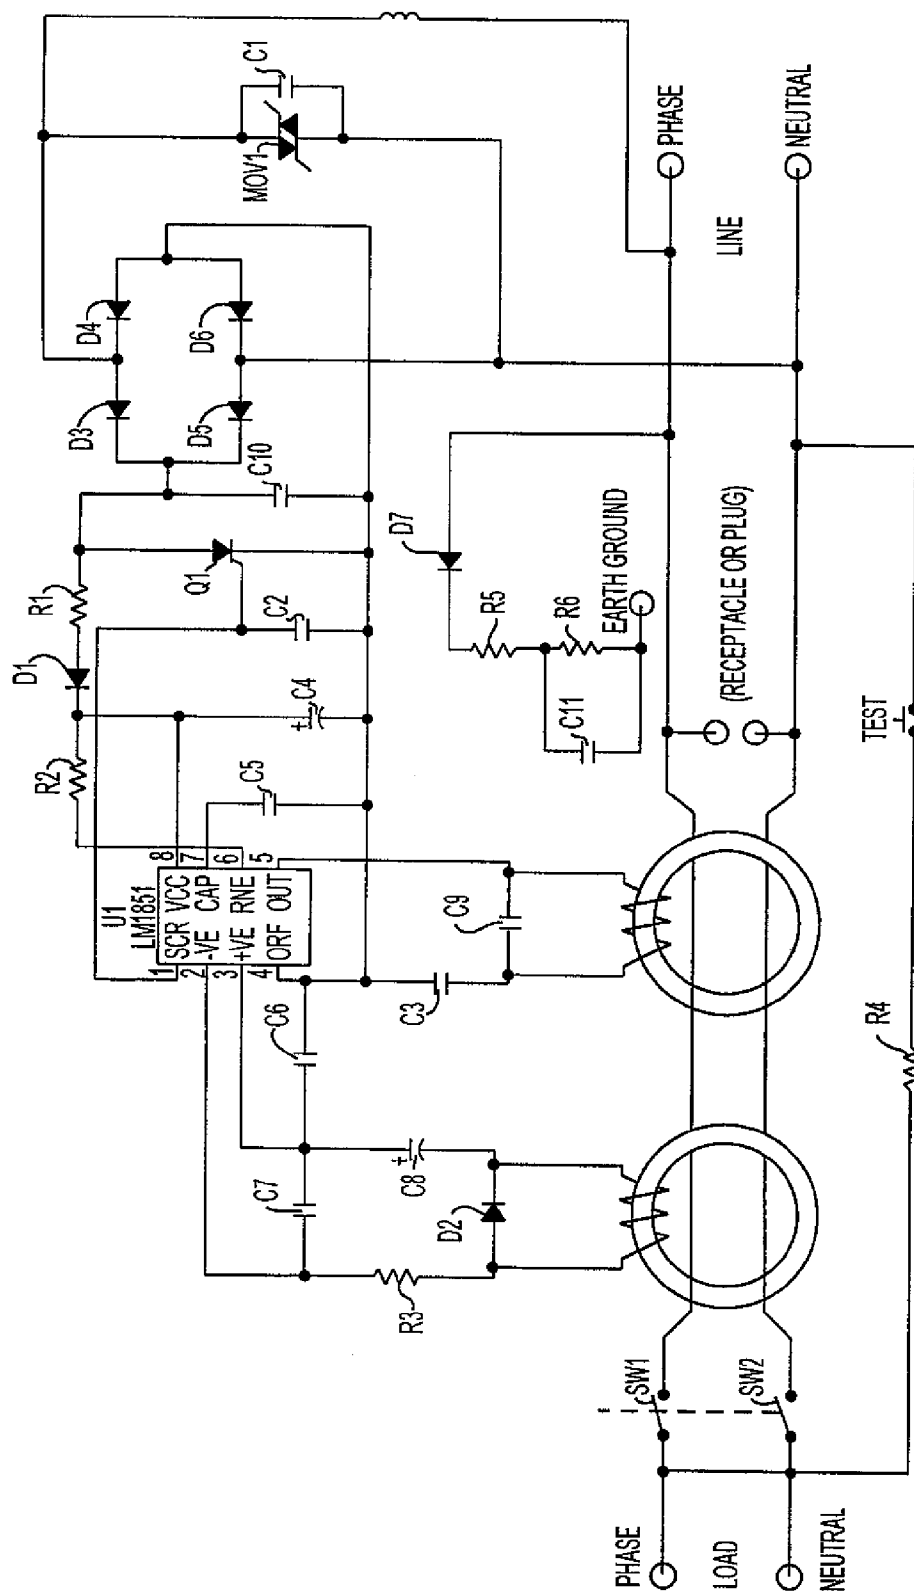 C1
MOV1
D4
D6
D3
D5
C10
R1
Q1
D1
C2
C4
R2
C5
U1
LM1851
1 SCR VCC 8
2 -VE CAP 7
3 +VE RNE 6
4 ORF OUT 5
C6
C7
C3
C9
C8
D2
R3
D7
R5
R6
C11
EARTH GROUND
PHASE
LINE
NEUTRAL
(RECEPTACLE OR PLUG)
TEST
R4
SW1
SW2
PHASE
LOAD
NEUTRAL
+
+